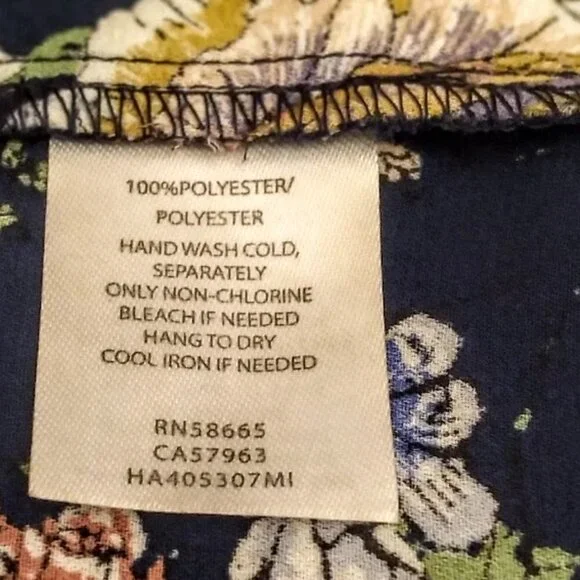 100%POLYESTER/
POLYESTER
HAND WASH COLD,
SEPARATELY
ONLY NON-CHLORINE
BLEACH IF NEEDED
HANG TO DRY
COOL IRON IF NEEDED
RN58665
CA57963
HA40S307MI